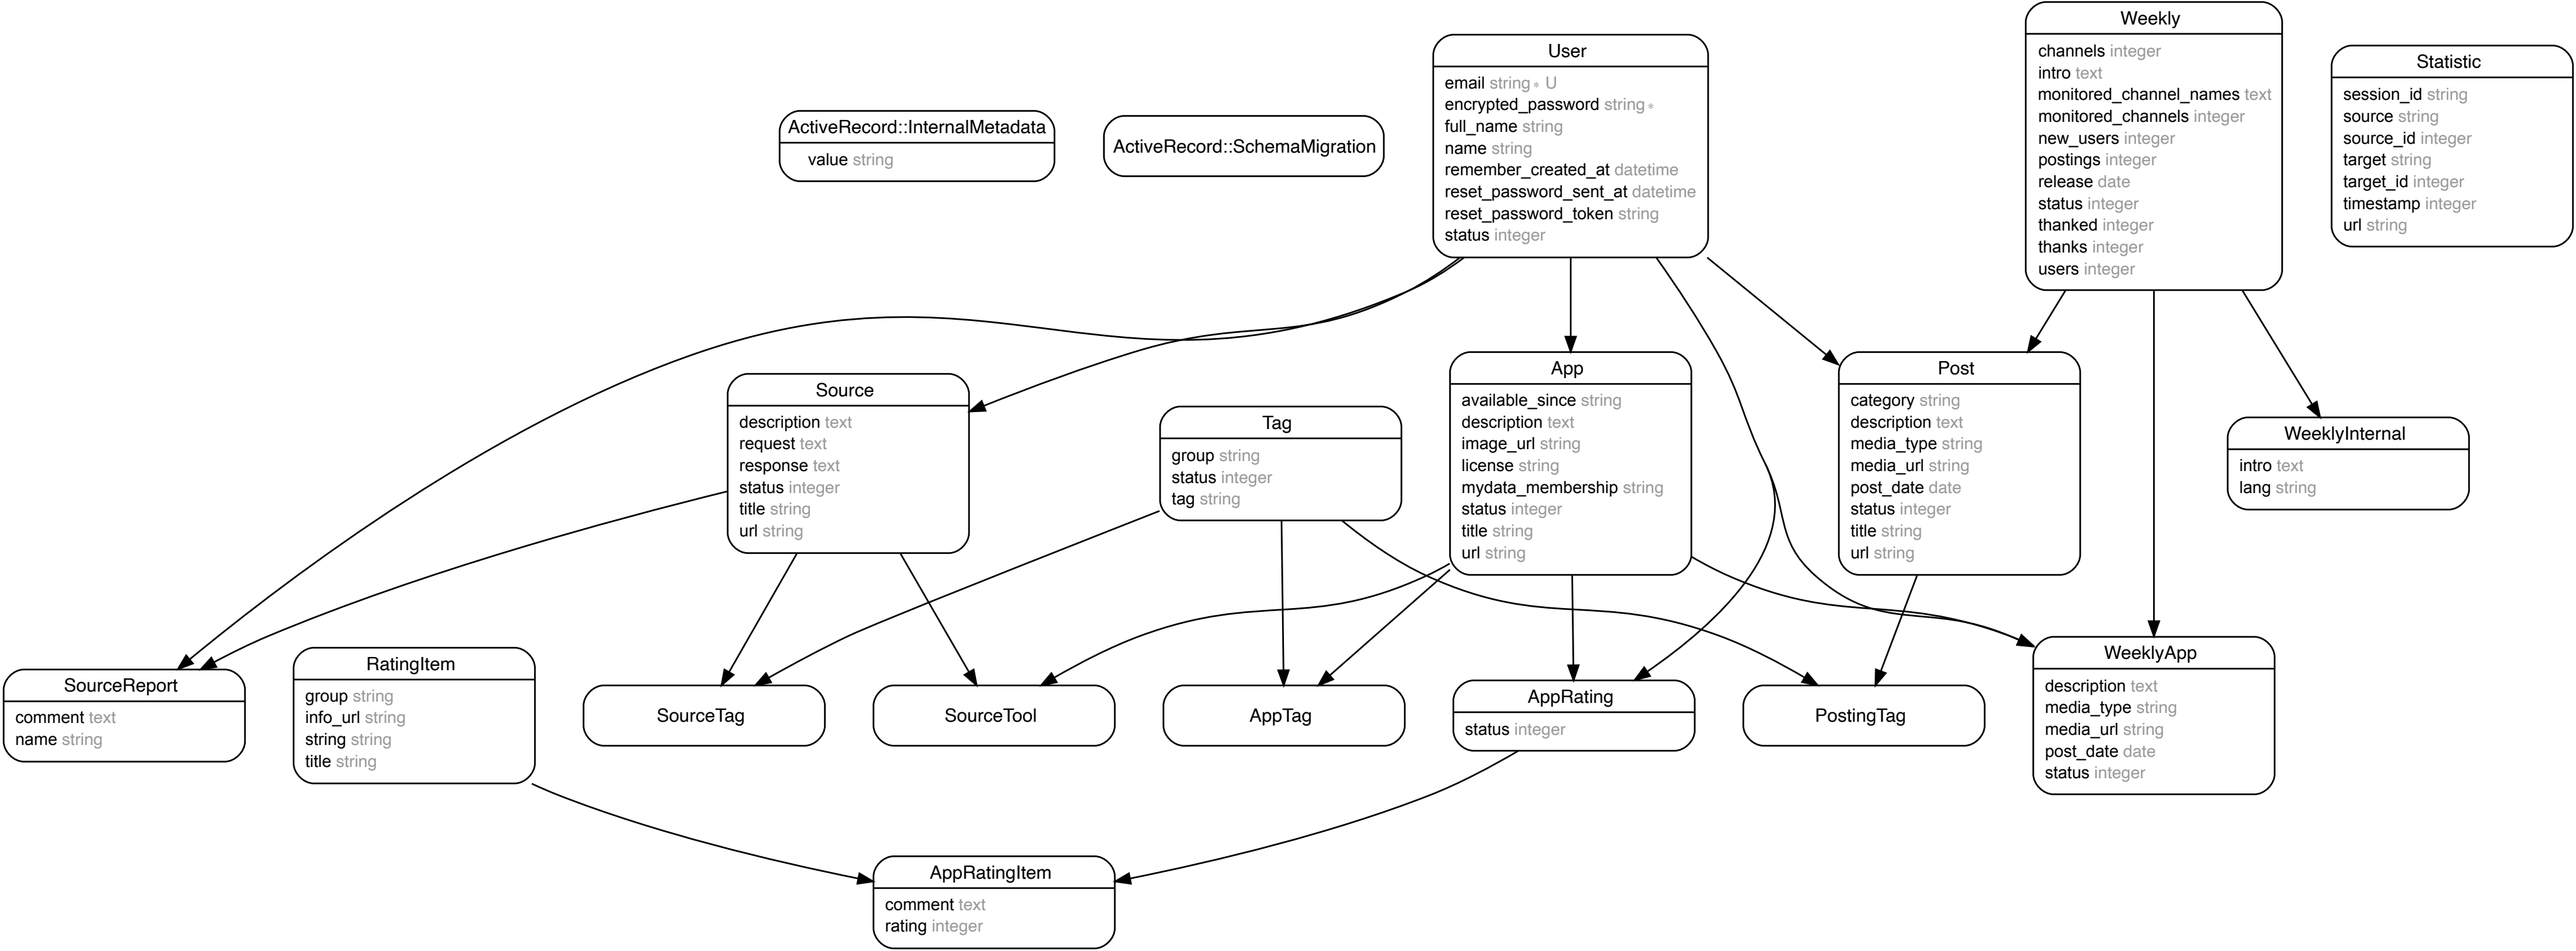 Weekly
channels integer
intro text
monitored_channel_names text
monitored_channels integer
new_users integer
postings integer
release date
status integer
thanked integer
thanks integer
users integer
User
email string∗ U
encrypted_password string∗
full_name string
name string
remember_created_at datetime
reset_password_sent_at datetime
reset_password_token string
status integer
Statistic
session_id string
source string
source_id integer
target string
target_id integer
timestamp integer
url string
ActiveRecord::InternalMetadata
value string
ActiveRecord::SchemaMigration
Source
description text
request text
response text
status integer
title string
url string
Tag
group string
status integer
tag string
App
available_since string
description text
image_url string
license string
mydata_membership string
status integer
title string
url string
Post
category string
description text
media_type string
media_url string
post_date date
status integer
title string
url string
WeeklyInternal
intro text
lang string
SourceReport
comment text
name string
RatingItem
group string
info_url string
string string
title string
SourceTag
SourceTool
AppTag
AppRating
status integer
PostingTag
WeeklyApp
description text
media_type string
media_url string
post_date date
status integer
AppRatingItem
comment text
rating integer